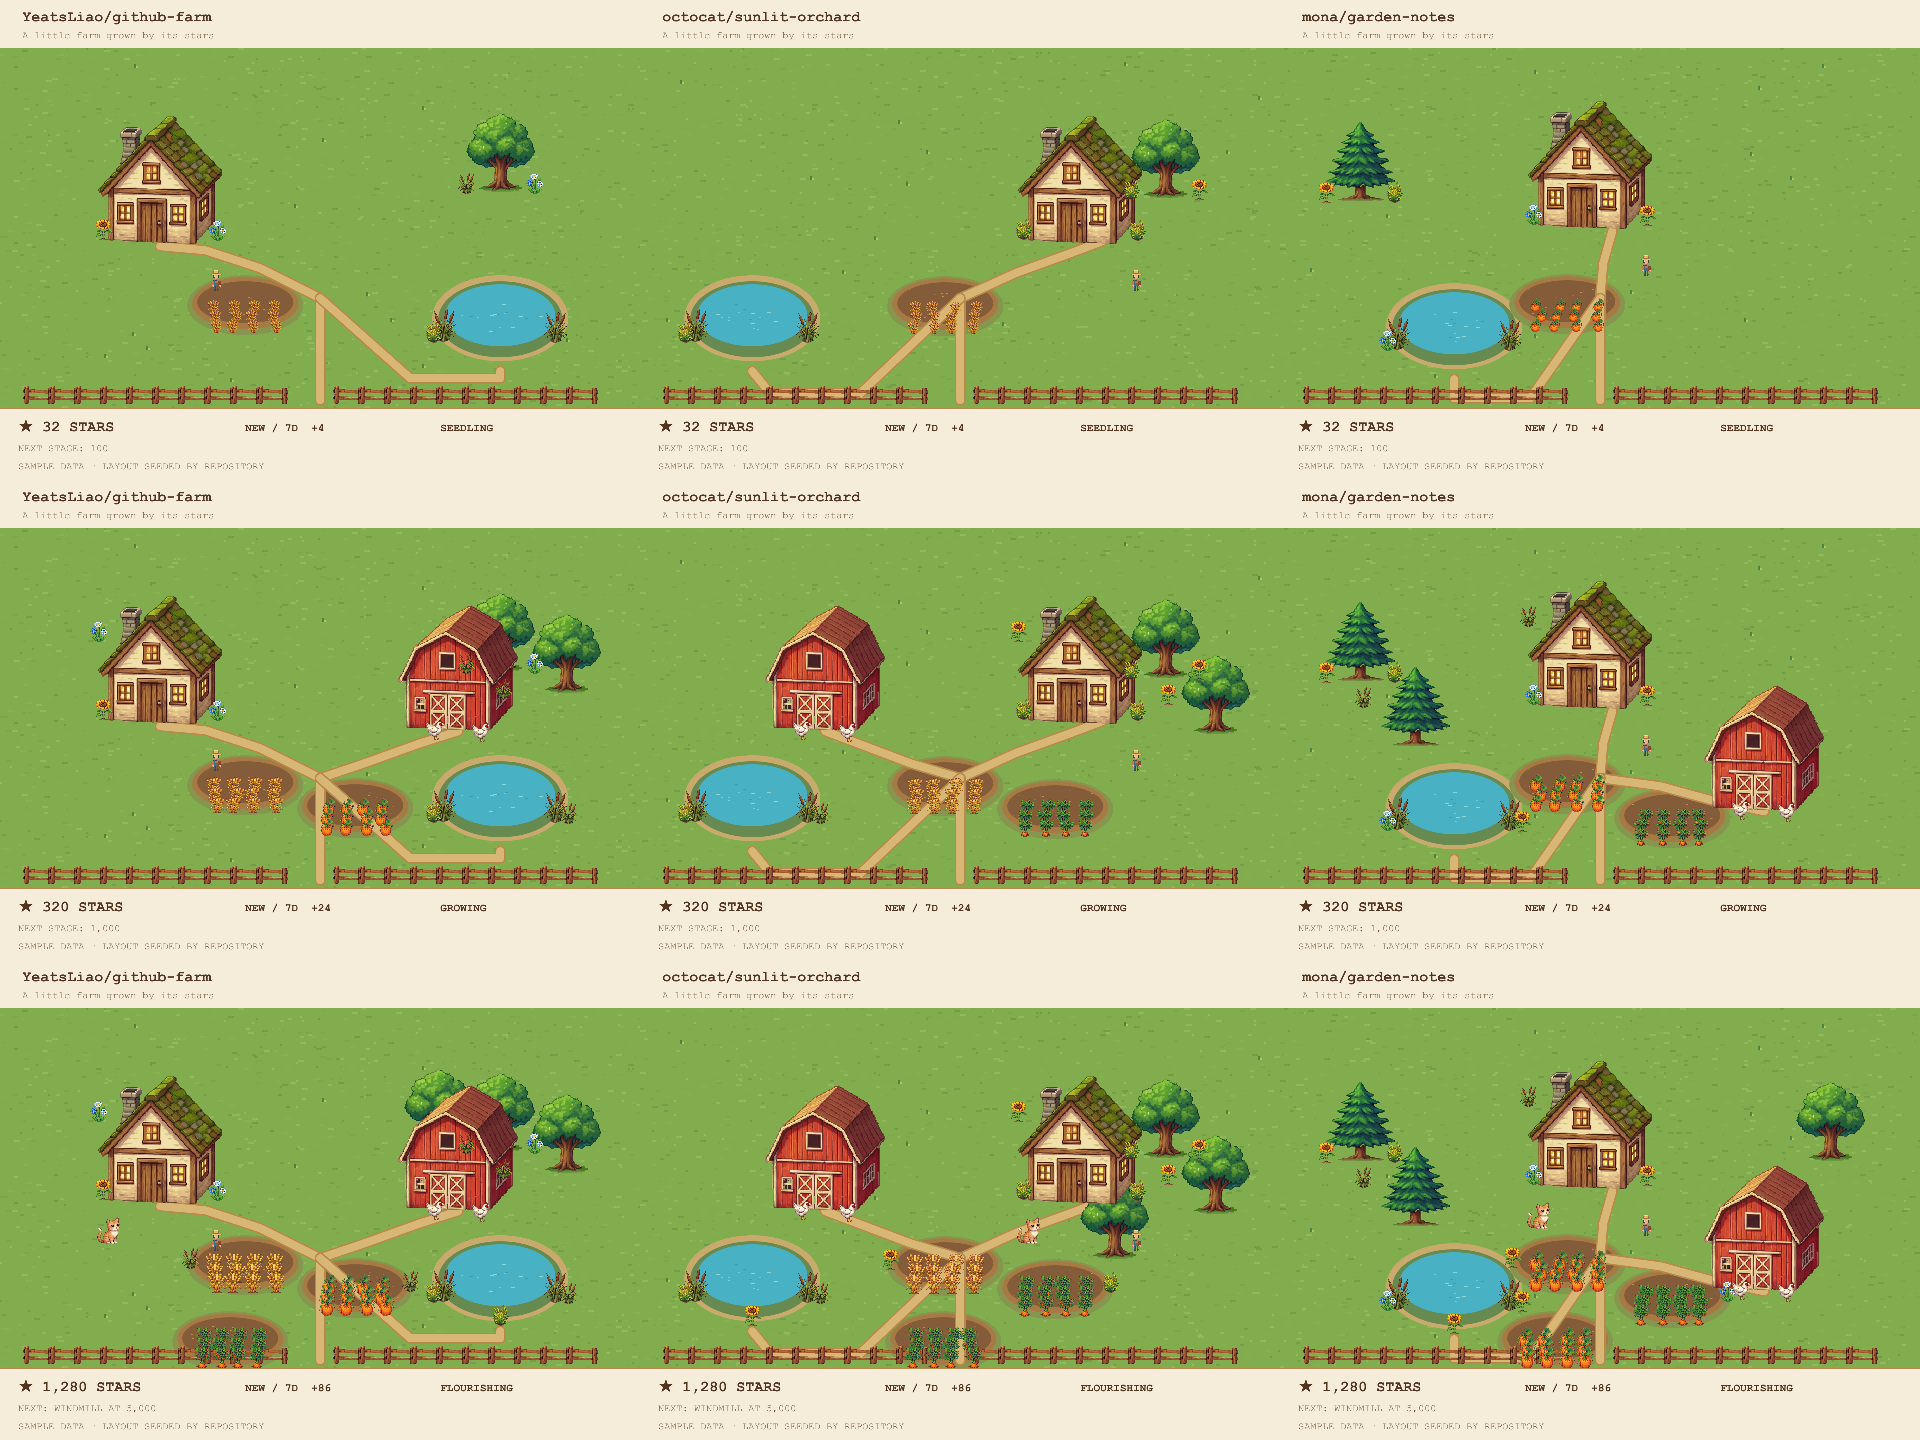 YeatsLiao/github-farm
A little farm grown by its stars
★ 32 STARS NEW / 7D +4 SEEDLING
NEXT STAGE: 100
SAMPLE DATA · LAYOUT SEEDED BY REPOSITORY
octocat/sunlit-orchard
A little farm grown by its stars
★ 32 STARS NEW / 7D +4 SEEDLING
NEXT STAGE: 100
SAMPLE DATA · LAYOUT SEEDED BY REPOSITORY
mona/garden-notes
A little farm grown by its stars
★ 32 STARS NEW / 7D +4 SEEDLING
NEXT STAGE: 100
SAMPLE DATA · LAYOUT SEEDED BY REPOSITORY
YeatsLiao/github-farm
A little farm grown by its stars
★ 320 STARS NEW / 7D +24 GROWING
NEXT STAGE: 1,000
SAMPLE DATA · LAYOUT SEEDED BY REPOSITORY
octocat/sunlit-orchard
A little farm grown by its stars
★ 320 STARS NEW / 7D +24 GROWING
NEXT STAGE: 1,000
SAMPLE DATA · LAYOUT SEEDED BY REPOSITORY
mona/garden-notes
A little farm grown by its stars
★ 320 STARS NEW / 7D +24 GROWING
NEXT STAGE: 1,000
SAMPLE DATA · LAYOUT SEEDED BY REPOSITORY
YeatsLiao/github-farm
A little farm grown by its stars
★ 1,280 STARS NEW / 7D +86 FLOURISHING
NEXT: WINDMILL AT 5,000
SAMPLE DATA · LAYOUT SEEDED BY REPOSITORY
octocat/sunlit-orchard
A little farm grown by its stars
★ 1,280 STARS NEW / 7D +86 FLOURISHING
NEXT: WINDMILL AT 5,000
SAMPLE DATA · LAYOUT SEEDED BY REPOSITORY
mona/garden-notes
A little farm grown by its stars
★ 1,280 STARS NEW / 7D +86 FLOURISHING
NEXT: WINDMILL AT 5,000
SAMPLE DATA · LAYOUT SEEDED BY REPOSITORY